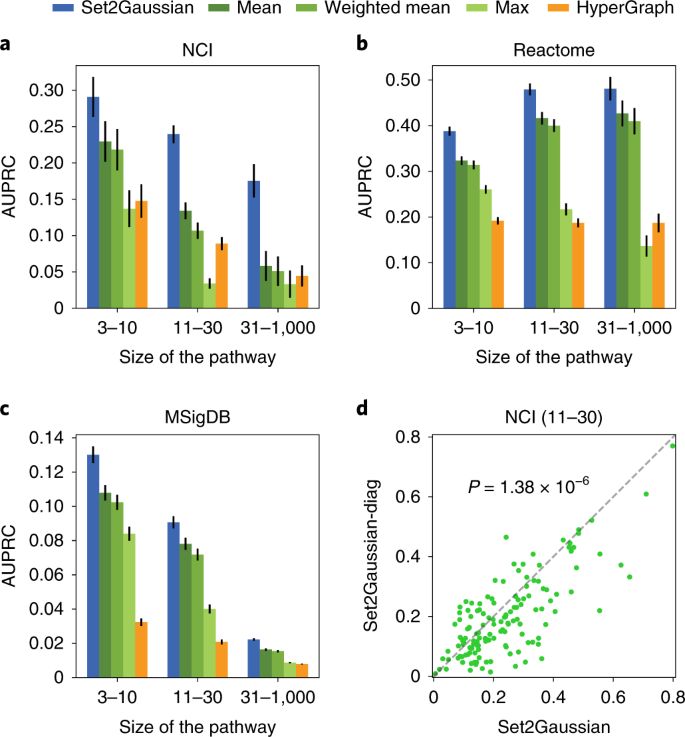 Set2Gaussian Mean Weighted mean Max HyperGraph
a NCI
0.30
0.25
0.20
0.15
0.10
0.05
0
AUPRC
3–10 11–30 31–1,000
Size of the pathway
b Reactome
0.50
0.40
0.30
0.20
0.10
0
AUPRC
3–10 11–30 31–1,000
Size of the pathway
c MSigDB
0.14
0.12
0.10
0.08
0.06
0.04
0.02
0
AUPRC
3–10 11–30 31–1,000
Size of the pathway
d NCI (11–30)
P = 1.38 × 10⁻⁶
0.8
0.6
0.4
0.2
0
Set2Gaussian-diag
0 0.2 0.4 0.6 0.8
Set2Gaussian